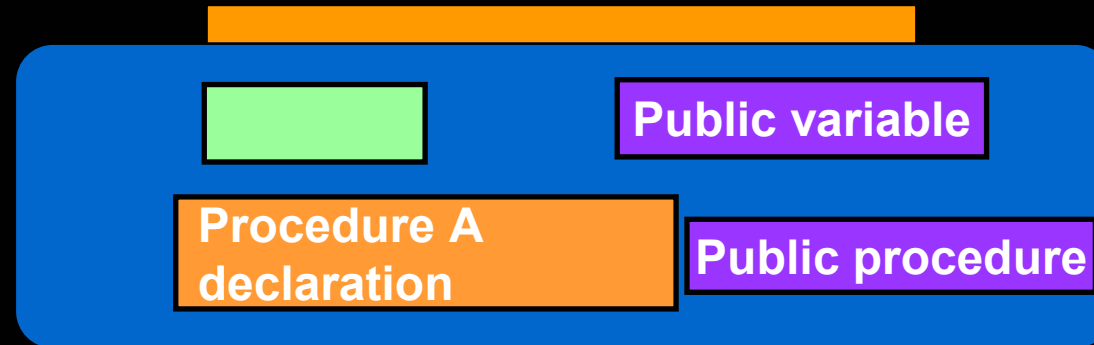 Public variable
Procedure A
declaration
Public procedure